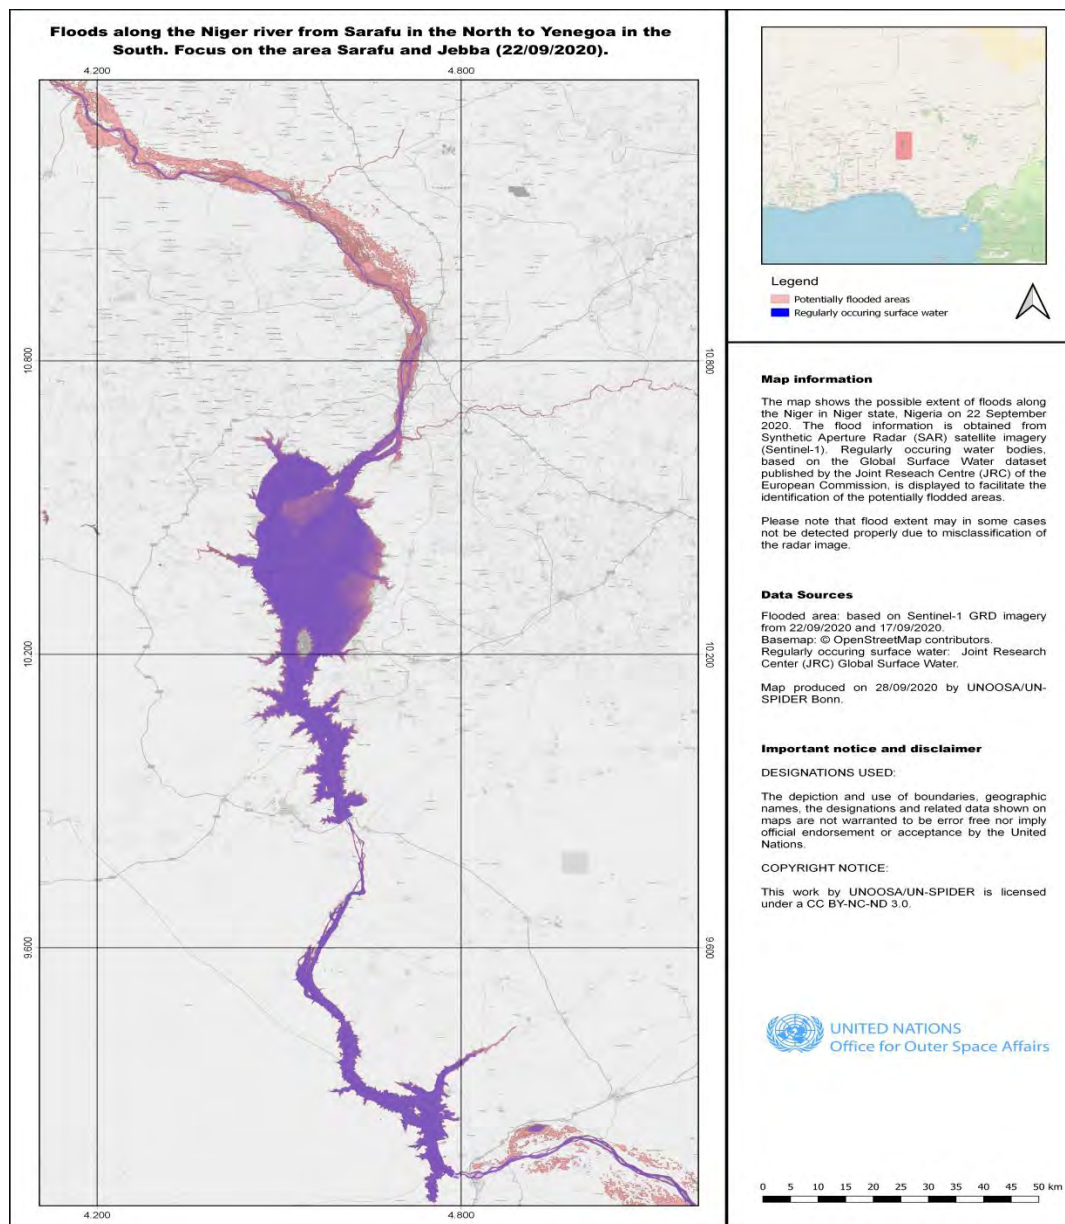 Floods along the Niger river from Sarafu in the North to Yenegoa in the
South. Focus on the area Sarafu and Jebba (22/09/2020).
4.200
4.800
10.800
10.800
10.200
10.200
9.600
9.600
4.200
4.800
Legend
Potentially flooded areas
Regularly occuring surface water
Map information
The map shows the possible extent of floods along
the Niger in Niger state, Nigeria on 22 September
2020. The flood information is obtained from
Synthetic Aperture Radar (SAR) satellite imagery
(Sentinel-1). Regularly occuring water bodies,
based on the Global Surface Water dataset
published by the Joint Reseach Centre (JRC) of the
European Commission, is displayed to facilitate the
identification of the potentially flodded areas.
Please note that flood extent may in some cases
not be detected properly due to misclassification of
the radar image.
Data Sources
Flooded area: based on Sentinel-1 GRD imagery
from 22/09/2020 and 17/09/2020.
Basemap: © OpenStreetMap contributors.
Regularly occuring surface water: Joint Research
Center (JRC) Global Surface Water.
Map produced on 28/09/2020 by UNOOSA/UN-
SPIDER Bonn.
Important notice and disclaimer
DESIGNATIONS USED:
The depiction and use of boundaries, geographic
names, the designations and related data shown on
maps are not warranted to be error free nor imply
official endorsement or acceptance by the United
Nations.
COPYRIGHT NOTICE:
This work by UNOOSA/UN-SPIDER is licensed
under a CC BY-NC-ND 3.0.
UNITED NATIONS
Office for Outer Space Affairs
0 5 10 15 20 25 30 35 40 45 50 km